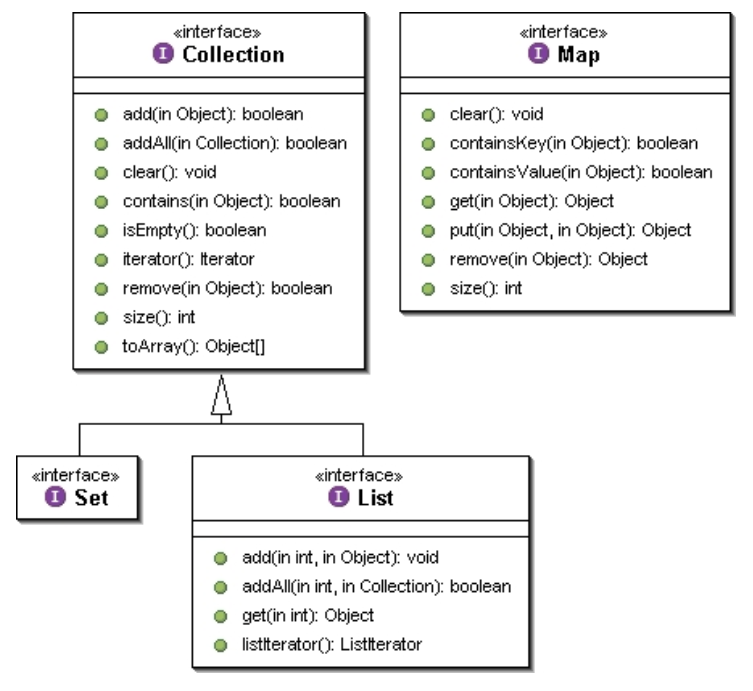 «interface»
I Collection
add(in Object): boolean
addAll(in Collection): boolean
clear(): void
contains(in Object): boolean
isEmpty(): boolean
iterator(): Iterator
remove(in Object): boolean
size(): int
toArray(): Object[]
«interface»
I Map
clear(): void
containsKey(in Object): boolean
containsValue(in Object): boolean
get(in Object): Object
put(in Object, in Object): Object
remove(in Object): Object
size(): int
«interface»
I Set
«interface»
I List
add(in int, in Object): void
addAll(in int, in Collection): boolean
get(in int): Object
listIterator(): ListIterator